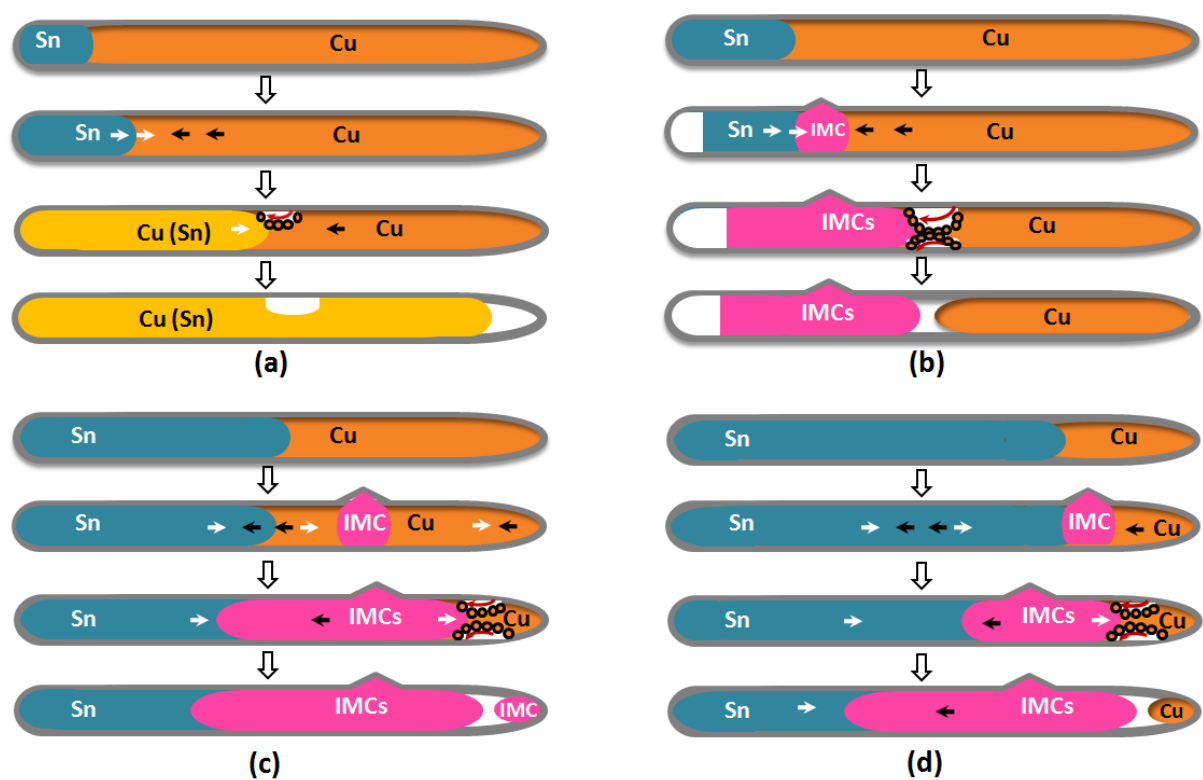 Sn Cu
Sn Cu
Cu (Sn) Cu
Cu (Sn)
(a)
Sn Cu
Sn IMC Cu
IMCs Cu
IMCs Cu
(b)
Sn Cu
Sn IMC Cu
Sn IMCs Cu
Sn IMCs IMC
(c)
Sn Cu
Sn IMC Cu
Sn IMCs Cu
Sn IMCs Cu
(d)